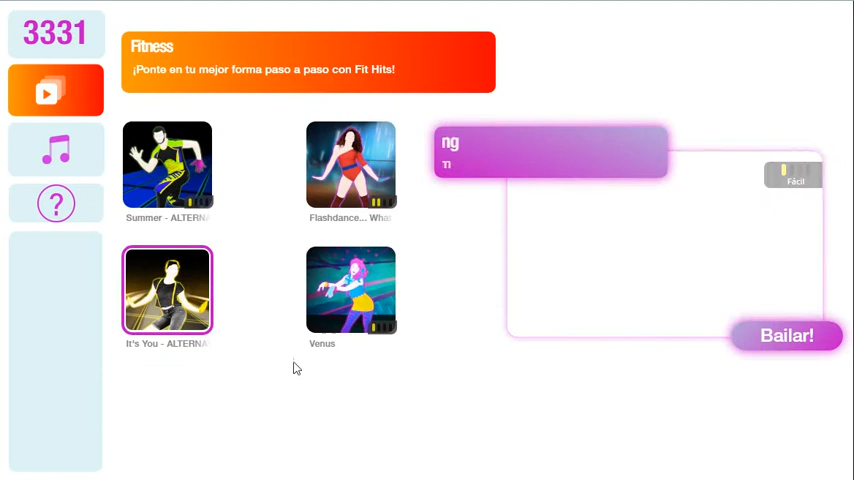 3331
Fitness
¡Ponte en tu mejor forma paso a paso con Fit Hits!
Summer - ALTERNA
Flashdance... What
ng
Fácil
It's You - ALTERNA
Venus
Bailar!